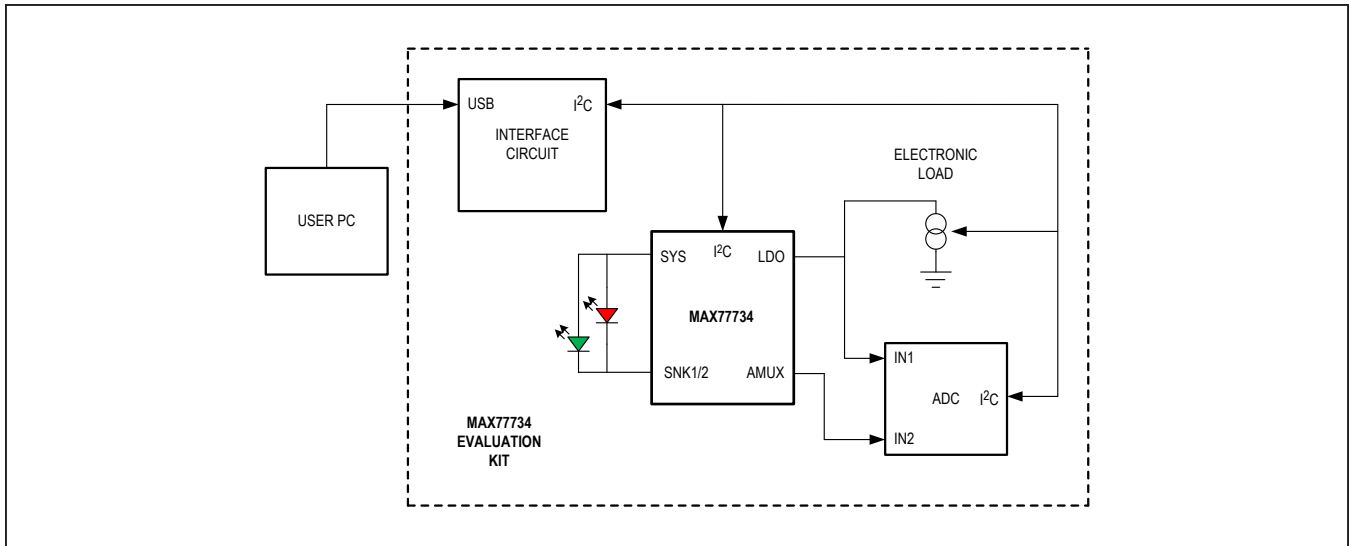 USB
I²C
INTERFACE
CIRCUIT
USER PC
ELECTRONIC
LOAD
SYS
I²C
LDO
MAX77734
SNK1/2
AMUX
IN1
ADC
I²C
IN2
MAX77734
EVALUATION
KIT